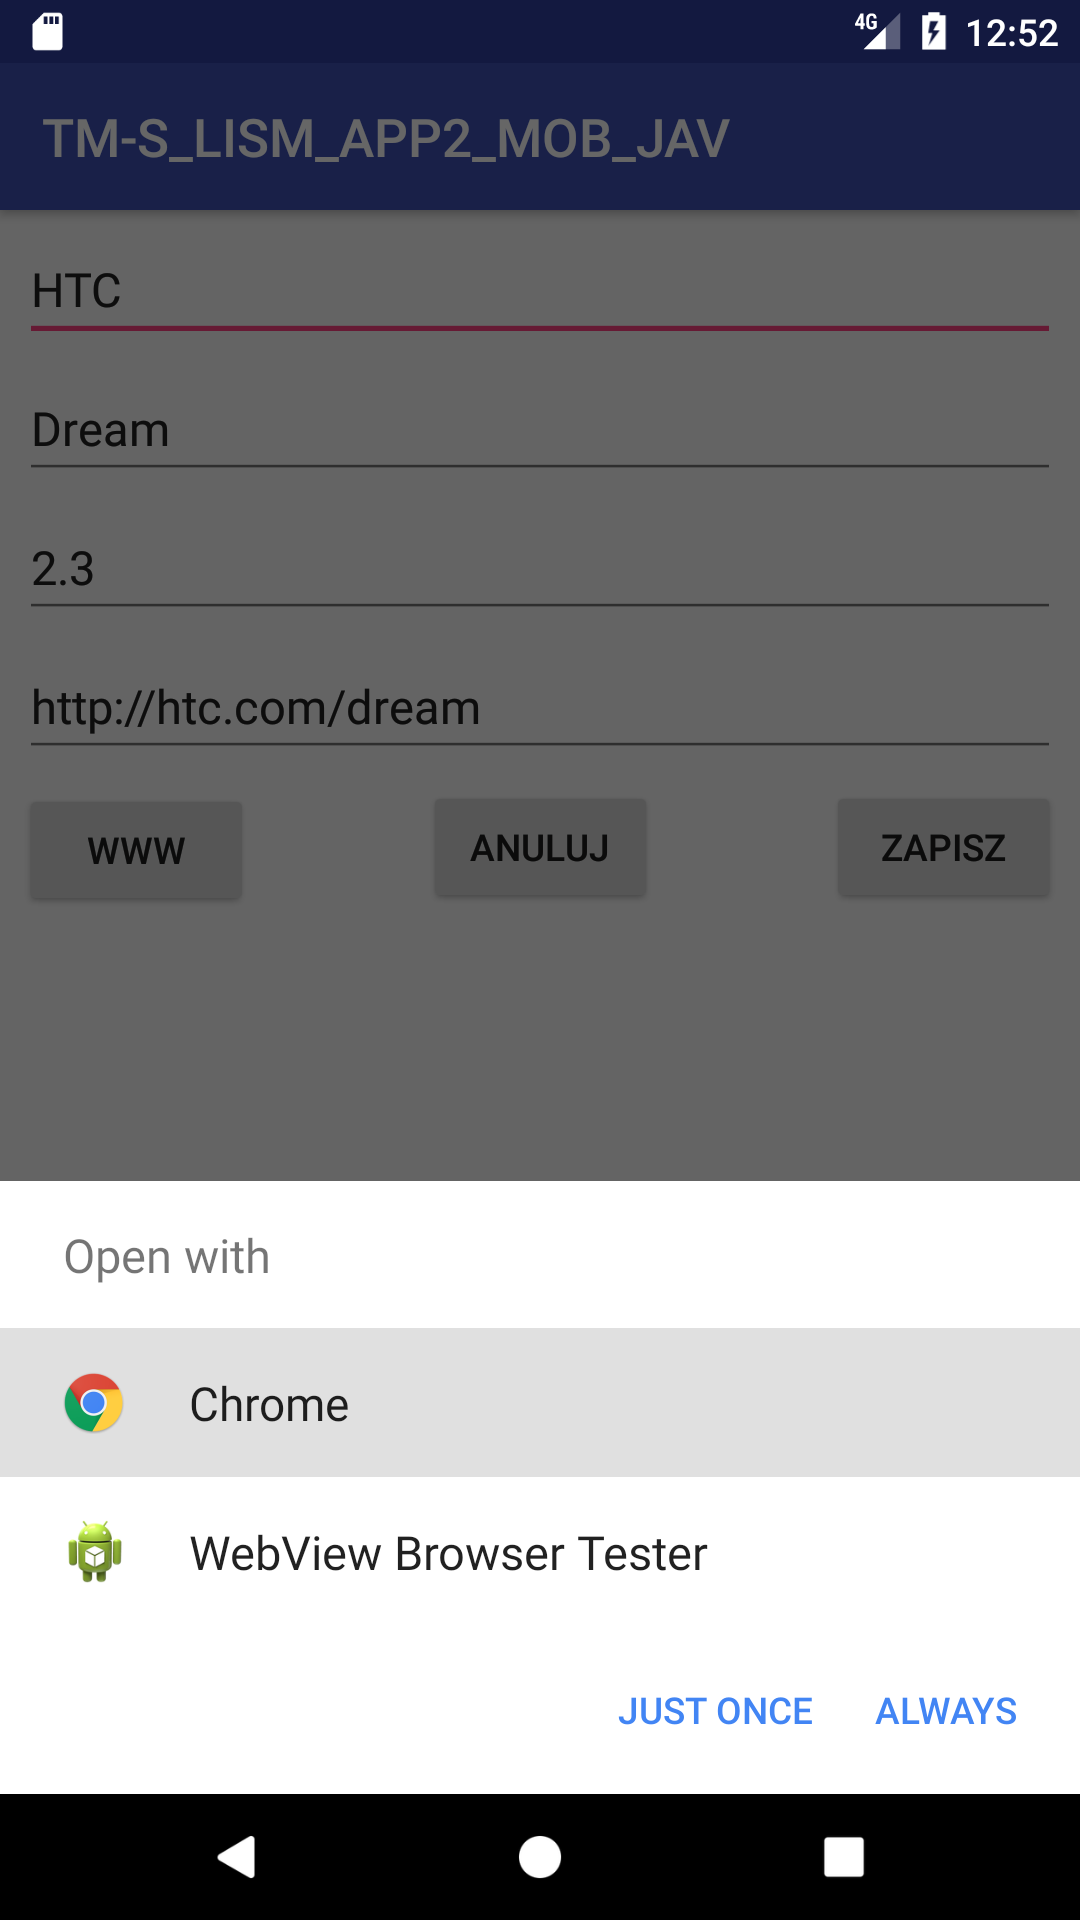 4G 12:52
TM-S_LISM_APP2_MOB_JAV
HTC
Dream
2.3
http://htc.com/dream
WWW ANULUJ ZAPISZ
Open with
Chrome
WebView Browser Tester
JUST ONCE ALWAYS